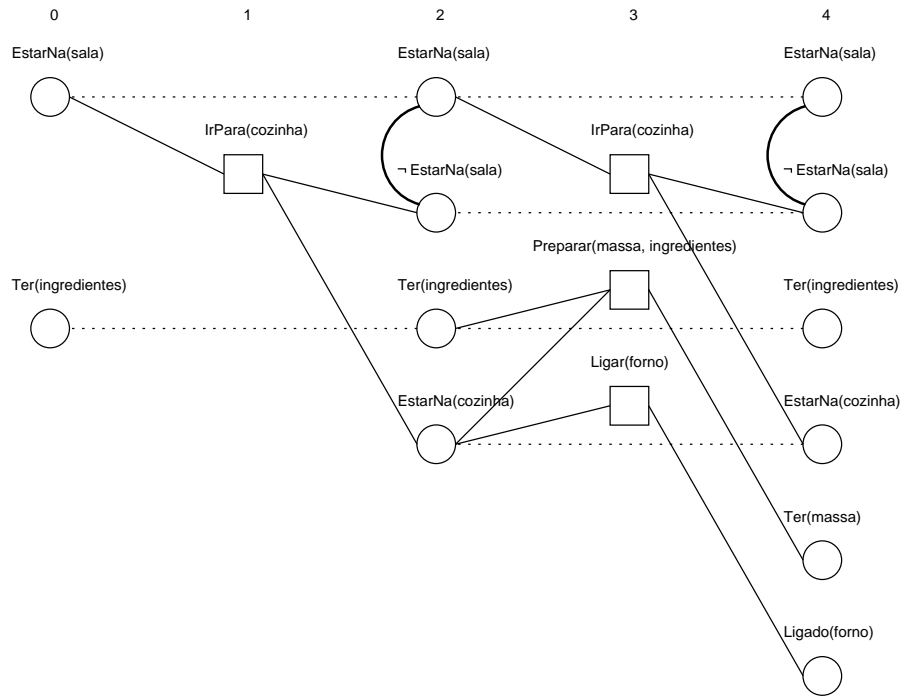 0 1 2 3 4
EstarNa(sala) EstarNa(sala) EstarNa(sala)
IrPara(cozinha) IrPara(cozinha)
¬ EstarNa(sala) ¬ EstarNa(sala)
Preparar(massa, ingredientes)
Ter(ingredientes) Ter(ingredientes) Ter(ingredientes)
Ligar(forno)
EstarNa(cozinha) EstarNa(cozinha)
Ter(massa)
Ligado(forno)